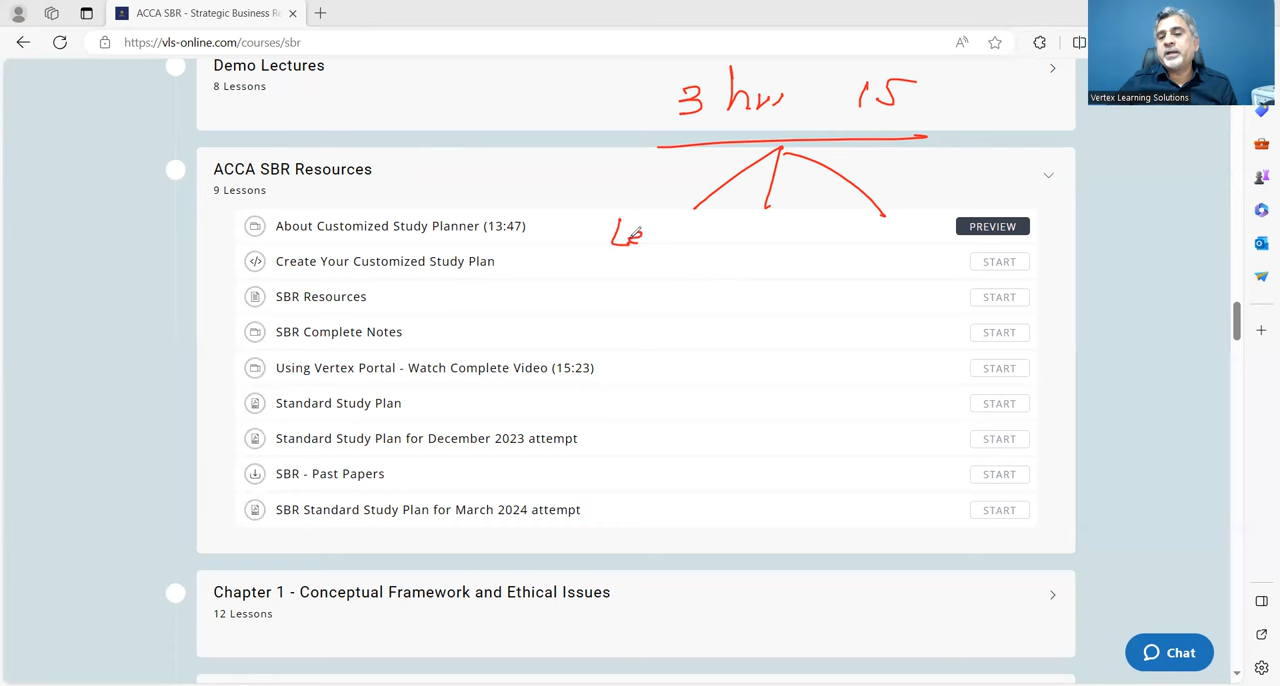 ACCA SBR - Strategic Business Re
https://vls-online.com/courses/sbr
Vertex Learning Solutions
Demo Lectures
8 Lessons
3 hrs 15
ACCA SBR Resources
9 Lessons
About Customized Study Planner (13:47)
PREVIEW
Le
Create Your Customized Study Plan
START
SBR Resources
START
SBR Complete Notes
START
Using Vertex Portal - Watch Complete Video (15:23)
START
Standard Study Plan
START
Standard Study Plan for December 2023 attempt
START
SBR - Past Papers
START
SBR Standard Study Plan for March 2024 attempt
START
Chapter 1 - Conceptual Framework and Ethical Issues
12 Lessons
Chat